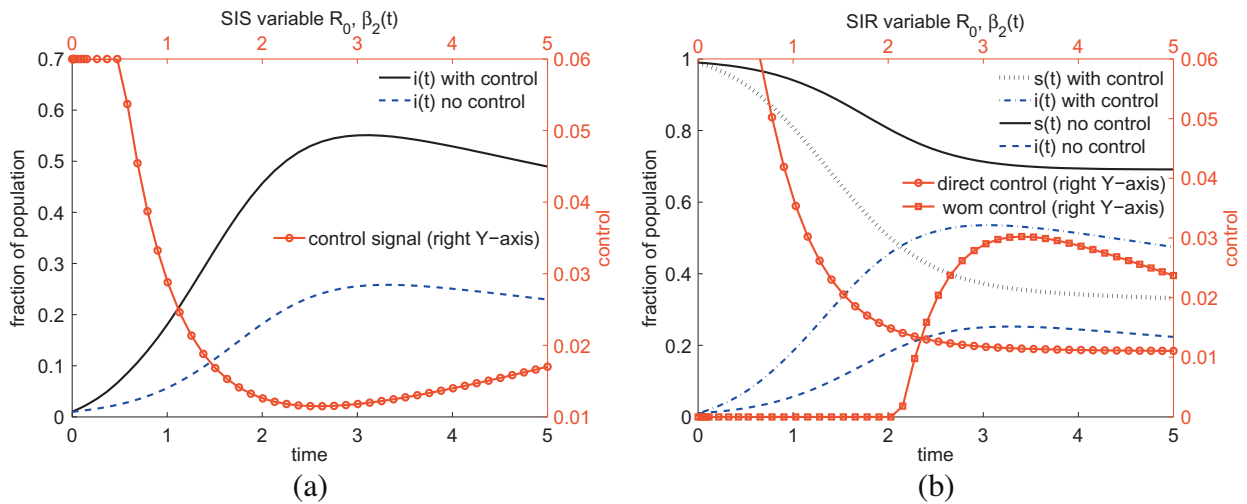 SIS variable R0, β2(t)
0 1 2 3 4 5
0.7 0.06
i(t) with control
i(t) no control
0.6
0.05
0.5
0.04
0.4
control signal (right Y−axis)
0.3
0.03
0.2
0.02
0.1
0 0.01
fraction of population
control
0 1 2 3 4 5
time
(a)
SIR variable R0, β2(t)
0 1 2 3 4 5
1 0.06
s(t) with control
i(t) with control
s(t) no control
i(t) no control
0.05
0.8
0.04
direct control (right Y−axis)
wom control (right Y−axis)
0.6
0.03
0.4
0.02
0.2
0.01
0 0
fraction of population
control
0 1 2 3 4 5
time
(b)